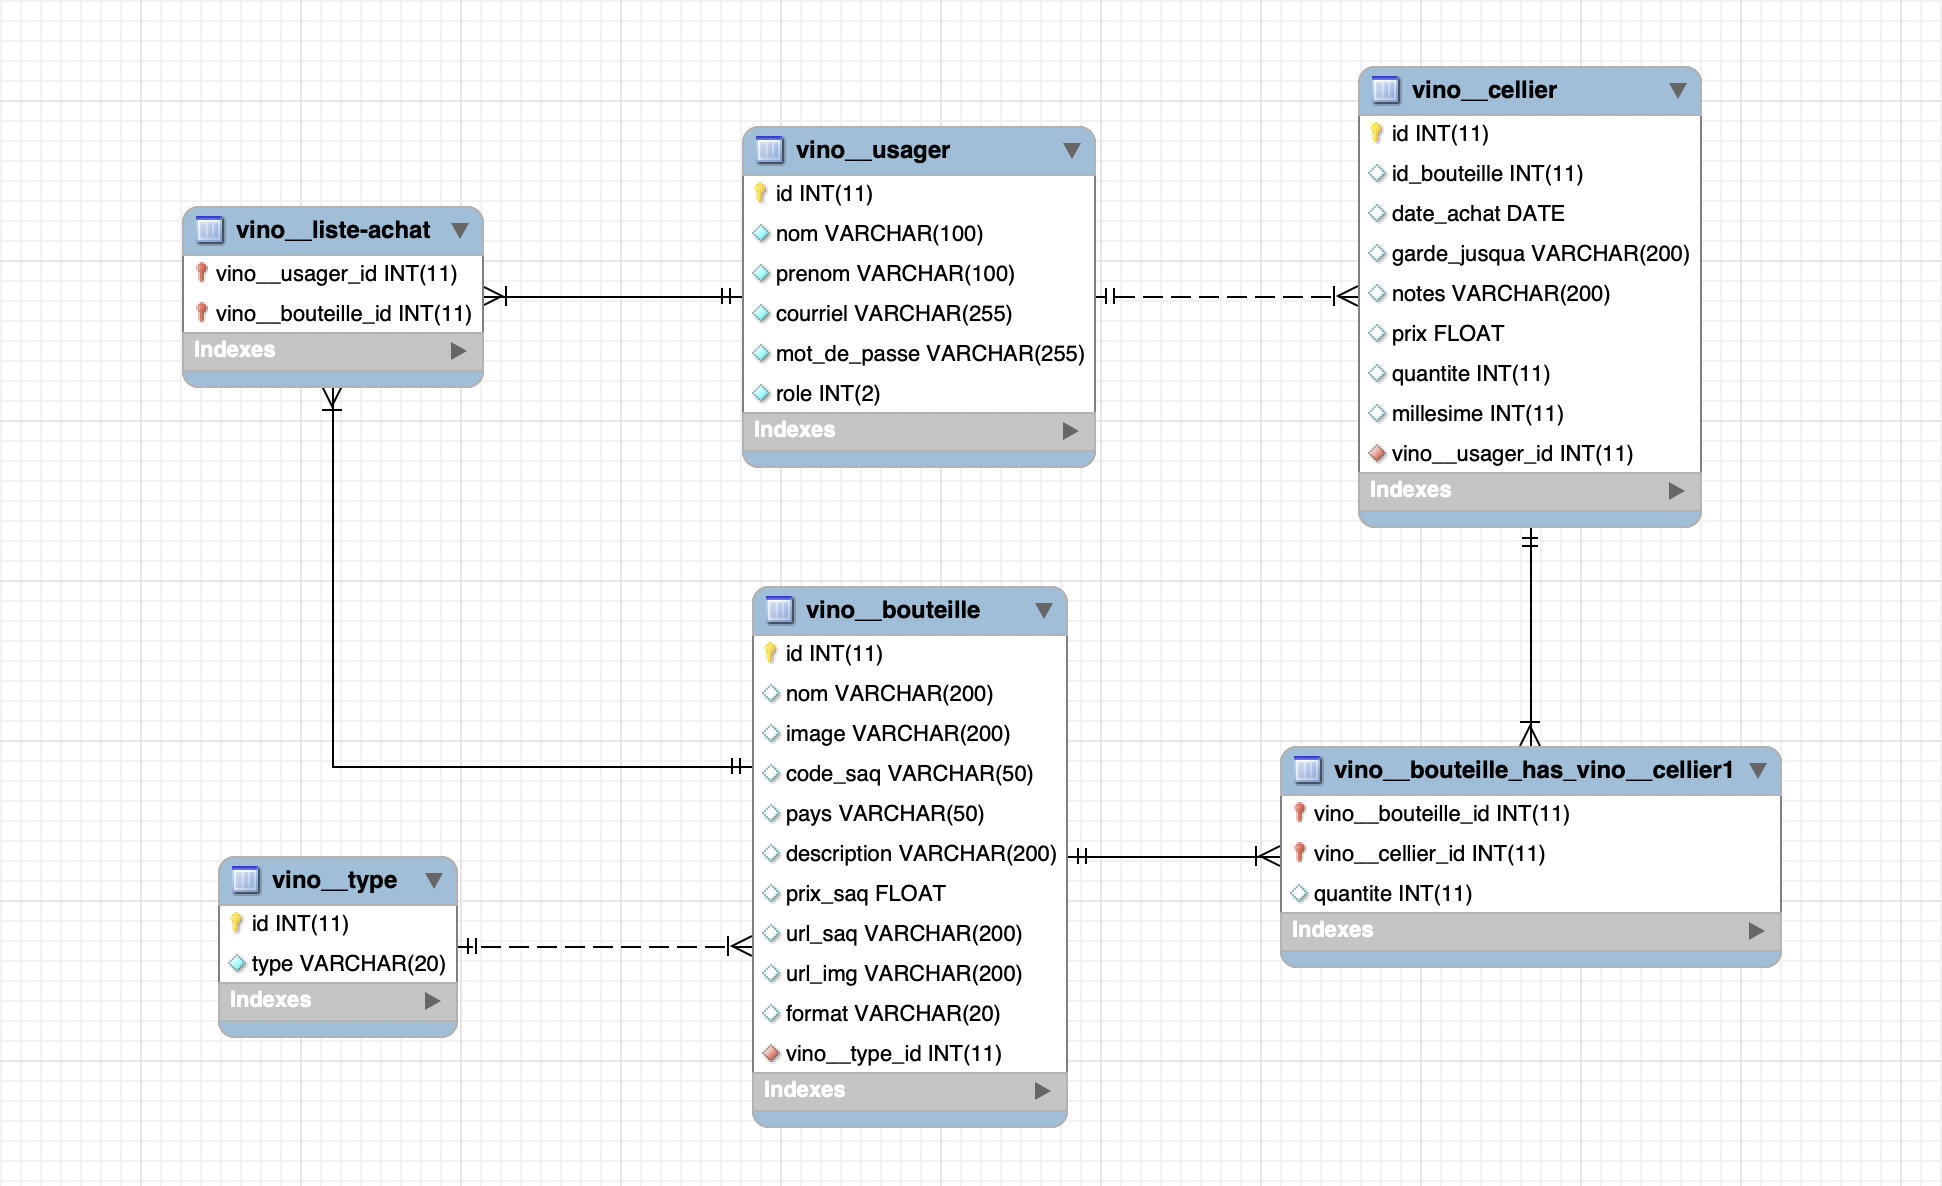 vino__liste-achat
vino__usager_id INT(11)
vino__bouteille_id INT(11)
Indexes
vino__usager
id INT(11)
nom VARCHAR(100)
prenom VARCHAR(100)
courriel VARCHAR(255)
mot_de_passe VARCHAR(255)
role INT(2)
Indexes
vino__cellier
id INT(11)
id_bouteille INT(11)
date_achat DATE
garde_jusqua VARCHAR(200)
notes VARCHAR(200)
prix FLOAT
quantite INT(11)
millesime INT(11)
vino__usager_id INT(11)
Indexes
vino__type
id INT(11)
type VARCHAR(20)
Indexes
vino__bouteille
id INT(11)
nom VARCHAR(200)
image VARCHAR(200)
code_saq VARCHAR(50)
pays VARCHAR(50)
description VARCHAR(200)
prix_saq FLOAT
url_saq VARCHAR(200)
url_img VARCHAR(200)
format VARCHAR(20)
vino__type_id INT(11)
Indexes
vino__bouteille_has_vino__cellier1
vino__bouteille_id INT(11)
vino__cellier_id INT(11)
quantite INT(11)
Indexes